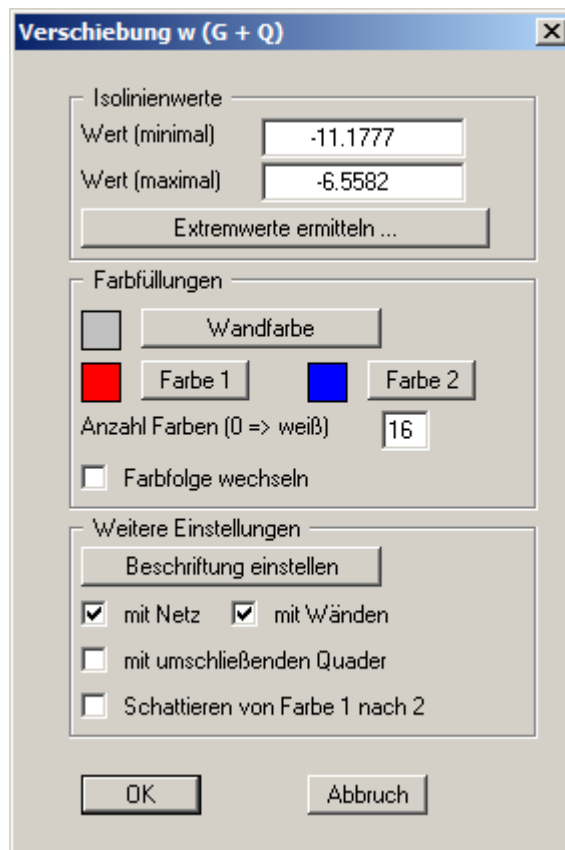 Verschiebung w (G + Q)
Isolinienwerte
Wert (minimal) -11.1777
Wert (maximal) -6.5582
Extremwerte ermitteln ...
Farbfüllungen
Wandfarbe
Farbe 1 Farbe 2
Anzahl Farben (0 => weiß) 16
Farbfolge wechseln
Weitere Einstellungen
Beschriftung einstellen
mit Netz mit Wänden
mit umschließenden Quader
Schattieren von Farbe 1 nach 2
OK Abbruch